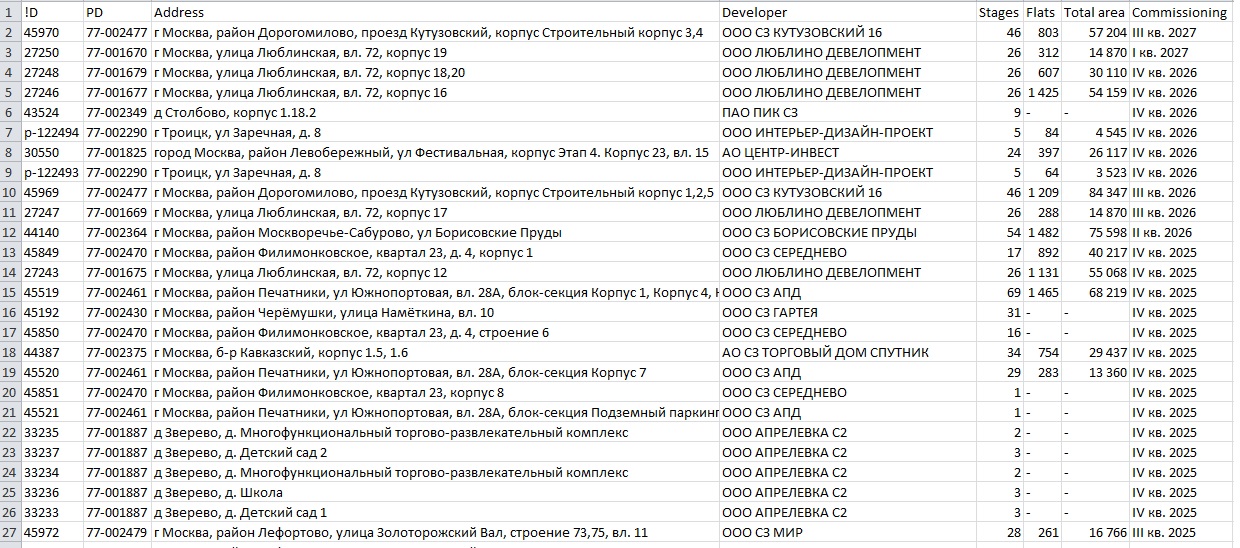 1 !D PD Address Developer Stages Flats Total area Commissioning
2 45970 77-002477 г Москва, район Дорогомилово, проезд Кутузовский, корпус Строительный корпус 3,4 ООО СЗ КУТУЗОВСКИЙ 16 46 803 57 204 III кв. 2027
3 27250 77-001670 г Москва, улица Люблинская, вл. 72, корпус 19 ООО ЛЮБЛИНО ДЕВЕЛОПМЕНТ 26 312 14 870 I кв. 2027
4 27248 77-001679 г Москва, улица Люблинская, вл. 72, корпус 18,20 ООО ЛЮБЛИНО ДЕВЕЛОПМЕНТ 26 607 30 110 IV кв. 2026
5 27246 77-001677 г Москва, улица Люблинская, вл. 72, корпус 16 ООО ЛЮБЛИНО ДЕВЕЛОПМЕНТ 26 1 425 54 159 IV кв. 2026
6 43524 77-002349 д Столбово, корпус 1.18.2 ПАО ПИК СЗ 9 - - IV кв. 2026
7 р-122494 77-002290 г Троицк, ул Заречная, д. 8 ООО ИНТЕРЬЕР-ДИЗАЙН-ПРОЕКТ 5 84 4 545 IV кв. 2026
8 30550 77-001825 город Москва, район Левобережный, ул Фестивальная, корпус Этап 4. Корпус 23, вл. 15 АО ЦЕНТР-ИНВЕСТ 24 397 26 117 IV кв. 2026
9 р-122493 77-002290 г Троицк, ул Заречная, д. 8 ООО ИНТЕРЬЕР-ДИЗАЙН-ПРОЕКТ 5 64 3 523 IV кв. 2026
10 45969 77-002477 г Москва, район Дорогомилово, проезд Кутузовский, корпус Строительный корпус 1,2,5 ООО СЗ КУТУЗОВСКИЙ 16 46 1 209 84 347 III кв. 2026
11 27247 77-001669 г Москва, улица Люблинская, вл. 72, корпус 17 ООО ЛЮБЛИНО ДЕВЕЛОПМЕНТ 26 288 14 870 III кв. 2026
12 44140 77-002364 г Москва, район Москворечье-Сабурово, ул Борисовские Пруды ООО СЗ БОРИСОВСКИЕ ПРУДЫ 54 1 482 75 598 II кв. 2026
13 45849 77-002470 г Москва, район Филимонковское, квартал 23, д. 4, корпус 1 ООО СЗ СЕРЕДНЕВО 17 892 40 217 IV кв. 2025
14 27243 77-001675 г Москва, улица Люблинская, вл. 72, корпус 12 ООО ЛЮБЛИНО ДЕВЕЛОПМЕНТ 26 1 131 55 068 IV кв. 2025
15 45519 77-002461 г Москва, район Печатники, ул Южнопортовая, вл. 28А, блок-секция Корпус 1, Корпус 4, ООО СЗ АПД 69 1 465 68 219 IV кв. 2025
16 45192 77-002430 г Москва, район Черёмушки, улица Намёткина, вл. 10 ООО СЗ ГАРТЕЯ 31 - - IV кв. 2025
17 45850 77-002470 г Москва, район Филимонковское, квартал 23, д. 4, строение 6 ООО СЗ СЕРЕДНЕВО 16 - - IV кв. 2025
18 44387 77-002375 г Москва, б-р Кавказский, корпус 1.5, 1.6 АО СЗ ТОРГОВЫЙ ДОМ СПУТНИК 34 754 29 437 IV кв. 2025
19 45520 77-002461 г Москва, район Печатники, ул Южнопортовая, вл. 28А, блок-секция Корпус 7 ООО СЗ АПД 29 283 13 360 IV кв. 2025
20 45851 77-002470 г Москва, район Филимонковское, квартал 23, корпус 8 ООО СЗ СЕРЕДНЕВО 1 - - IV кв. 2025
21 45521 77-002461 г Москва, район Печатники, ул Южнопортовая, вл. 28А, блок-секция Подземный паркинг ООО СЗ АПД 1 - - IV кв. 2025
22 33235 77-001887 д Зверево, д. Многофункциональный торгово-развлекательный комплекс ООО АПРЕЛЕВКА С2 2 - - IV кв. 2025
23 33237 77-001887 д Зверево, д. Детский сад 2 ООО АПРЕЛЕВКА С2 3 - - IV кв. 2025
24 33234 77-001887 д Зверево, д. Многофункциональный торгово-развлекательный комплекс ООО АПРЕЛЕВКА С2 2 - - IV кв. 2025
25 33236 77-001887 д Зверево, д. Школа ООО АПРЕЛЕВКА С2 3 - - IV кв. 2025
26 33233 77-001887 д Зверево, д. Детский сад 1 ООО АПРЕЛЕВКА С2 3 - - IV кв. 2025
27 45972 77-002479 г Москва, район Лефортово, улица Золоторожский Вал, строение 73,75, вл. 11 ООО СЗ МИР 28 261 16 766 III кв. 2025